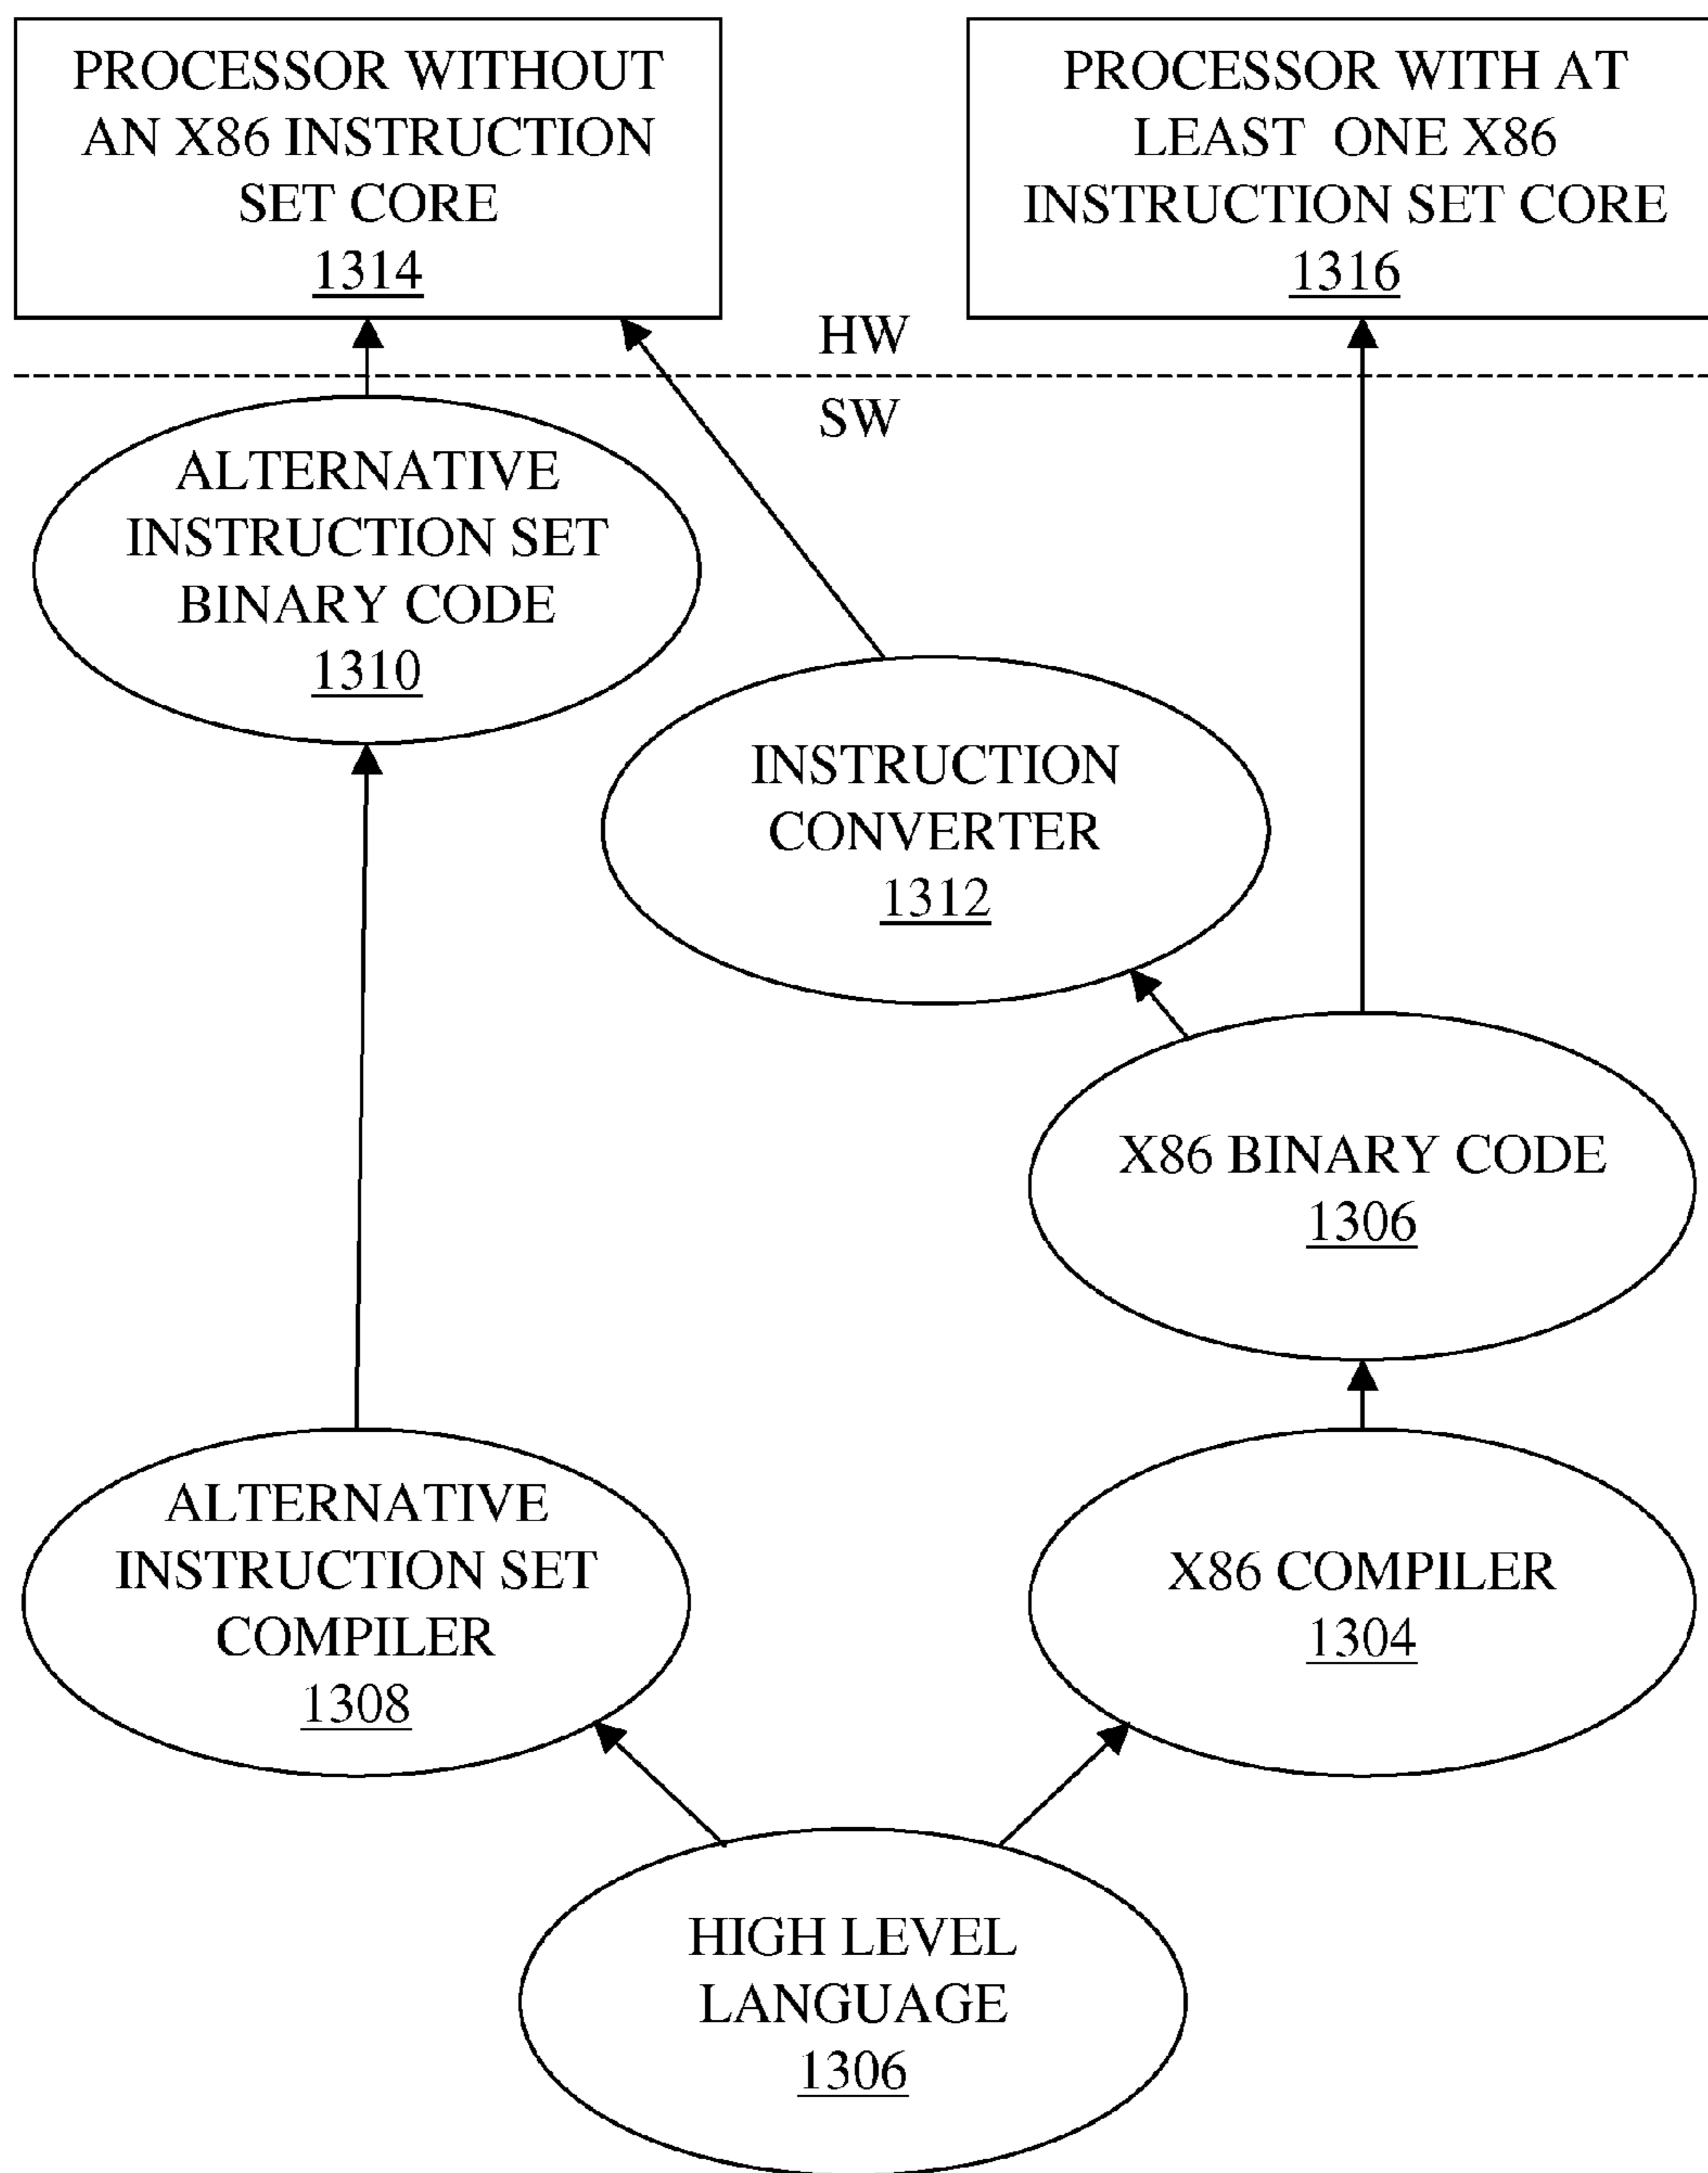 PROCESSOR WITHOUT
AN X86 INSTRUCTION
SET CORE
1314
PROCESSOR WITH AT
LEAST ONE X86
INSTRUCTION SET CORE
1316
HW
SW
ALTERNATIVE
INSTRUCTION SET
BINARY CODE
1310
INSTRUCTION
CONVERTER
1312
X86 BINARY CODE
1306
ALTERNATIVE
INSTRUCTION SET
COMPILER
1308
X86 COMPILER
1304
HIGH LEVEL
LANGUAGE
1306